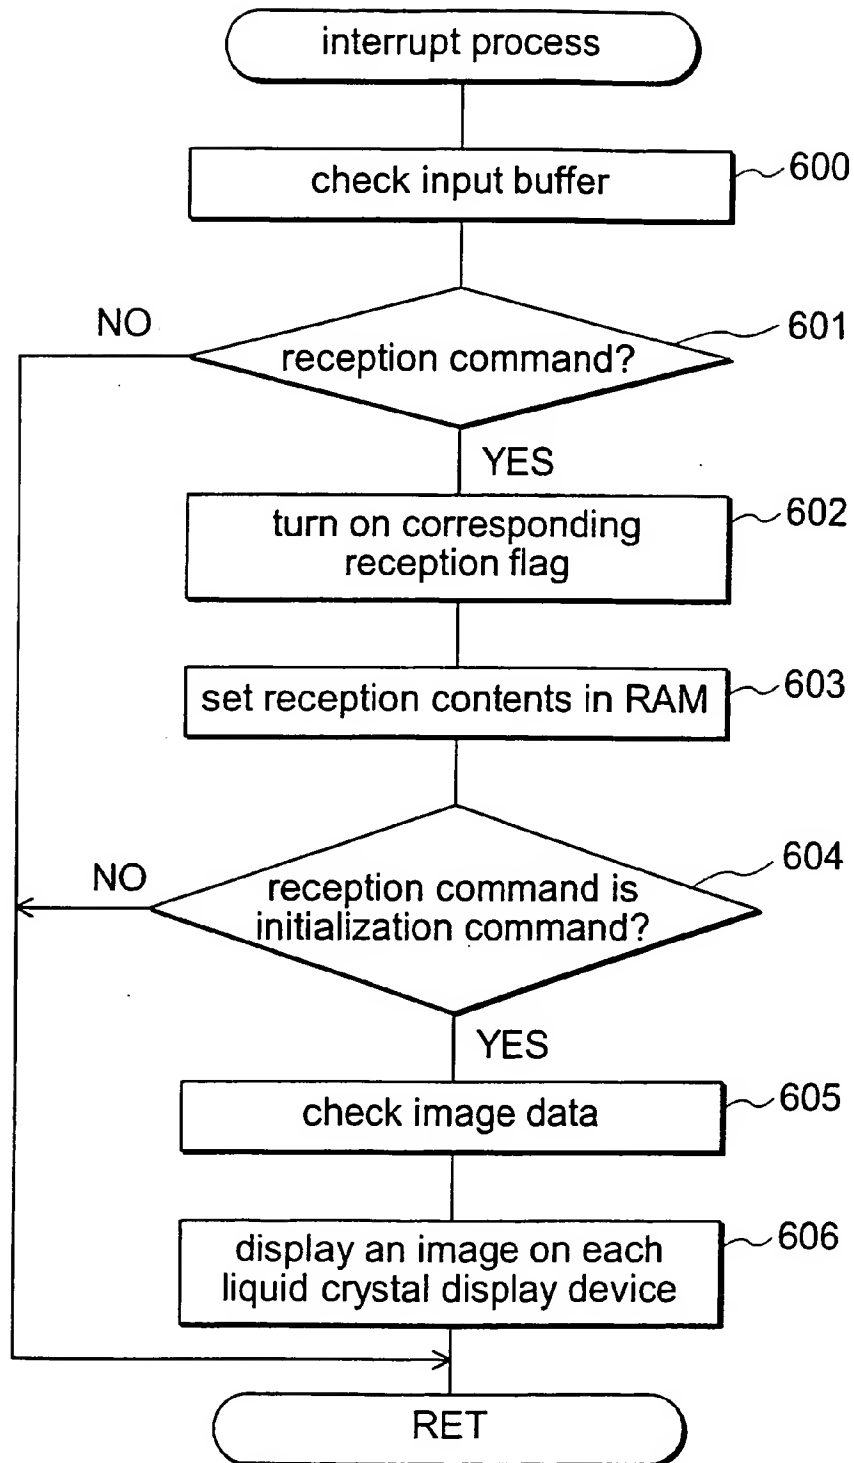 interrupt process
check input buffer
600
NO
reception command?
601
YES
turn on corresponding
reception flag
602
set reception contents in RAM
603
NO
reception command is
initialization command?
604
YES
check image data
605
display an image on each
liquid crystal display device
606
RET